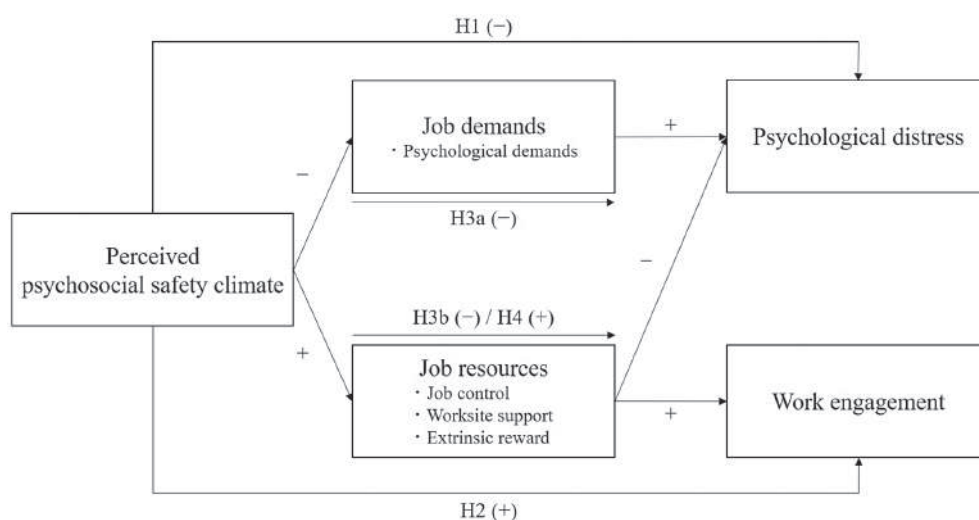 H1 (−)
Job demands
・Psychological demands
+
Psychological distress
−
H3a (−)
Perceived
psychosocial safety climate
−
H3b (−) / H4 (+)
+
Job resources
・Job control
・Worksite support
・Extrinsic reward
+
Work engagement
H2 (+)